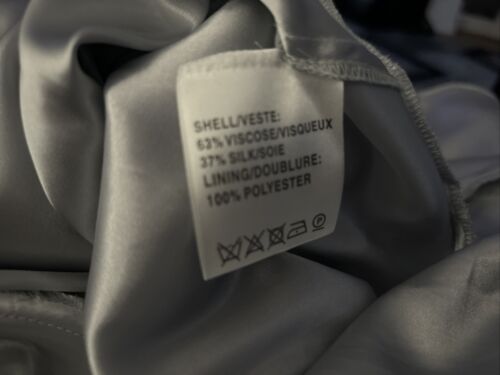 SHELL/VESTE:
63% VISCOSE/VISQUEUX
37% SILK/SOIE
LINING/DOUBLURE:
100% POLYESTER